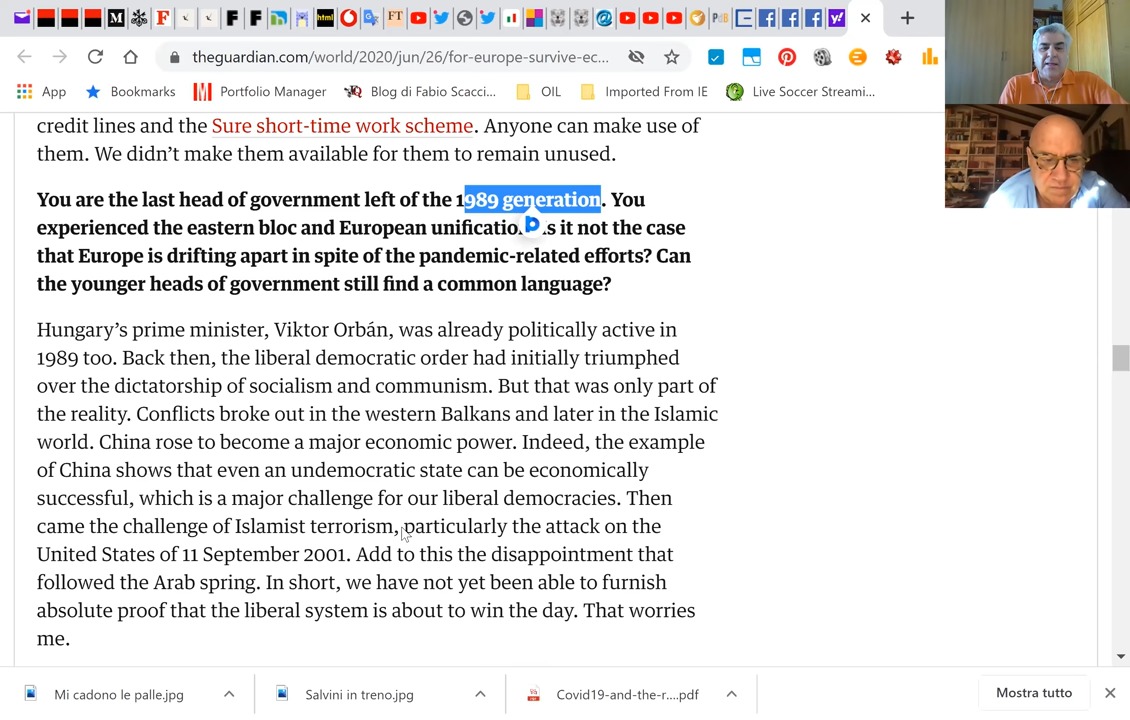 theguardian.com/world/2020/jun/26/for-europe-survive-ec...
App
Bookmarks
Portfolio Manager
Blog di Fabio Scacci...
OIL
Imported From IE
Live Soccer Streami...
credit lines and the Sure short-time work scheme. Anyone can make use of
them. We didn’t make them available for them to remain unused.
You are the last head of government left of the 1989 generation. You
experienced the eastern bloc and European unification. Is it not the case
that Europe is drifting apart in spite of the pandemic-related efforts? Can
the younger heads of government still find a common language?
Hungary’s prime minister, Viktor Orbán, was already politically active in
1989 too. Back then, the liberal democratic order had initially triumphed
over the dictatorship of socialism and communism. But that was only part of
the reality. Conflicts broke out in the western Balkans and later in the Islamic
world. China rose to become a major economic power. Indeed, the example
of China shows that even an undemocratic state can be economically
successful, which is a major challenge for our liberal democracies. Then
came the challenge of Islamist terrorism, particularly the attack on the
United States of 11 September 2001. Add to this the disappointment that
followed the Arab spring. In short, we have not yet been able to furnish
absolute proof that the liberal system is about to win the day. That worries
me.
Mi cadono le palle.jpg
Salvini in treno.jpg
Covid19-and-the-r....pdf
Mostra tutto